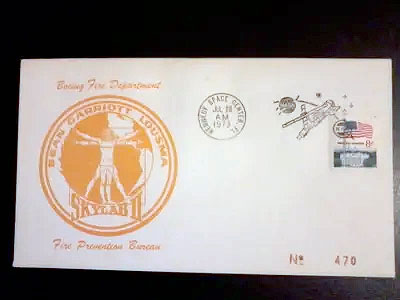 Boeing Fire Department
BEAN GARRIOTT LOUSMA
SKYLAB II
Fire Prevention Bureau
KENNEDY SPACE CENTER, FL
JUL 28
AM
1973
8c
No 470